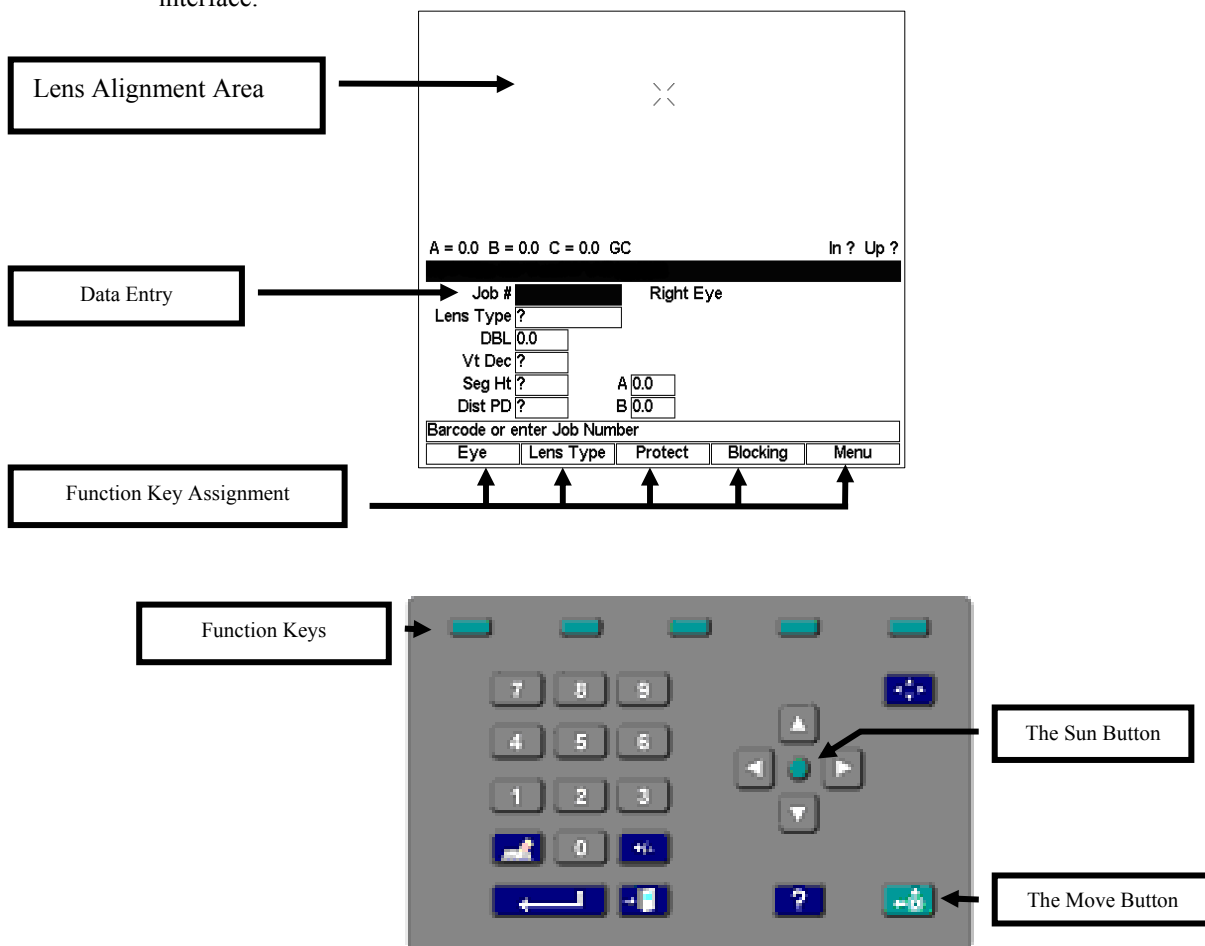 interface.
Lens Alignment Area
A = 0.0 B = 0.0 C = 0.0 GC In ? Up ?
Data Entry
Job # Right Eye
Lens Type ?
DBL 0.0
Vt Dec ?
Seg Ht ? A 0.0
Dist PD ? B 0.0
Barcode or enter Job Number
Eye Lens Type Protect Blocking Menu
Function Key Assignment
Function Keys
7 8 9
4 5 6
The Sun Button
1 2 3
0 +/-
?
The Move Button